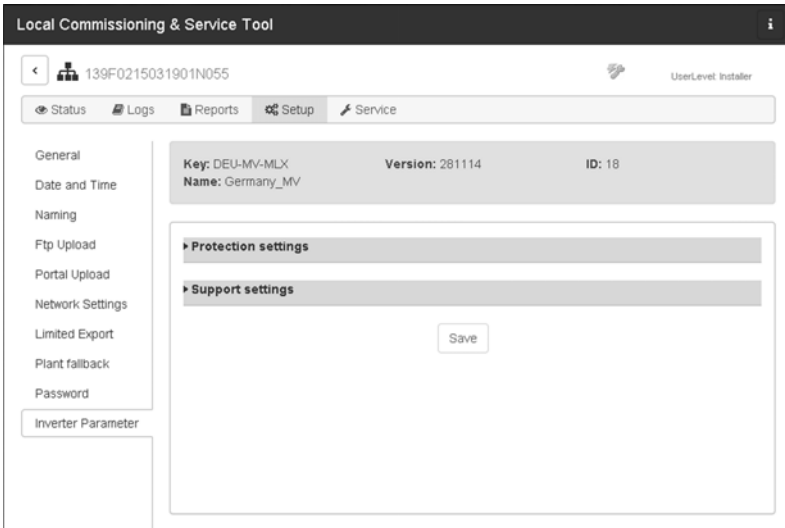 Local Commissioning & Service Tool
i
139F0215031901N055
UserLevel: Installer
Status Logs Reports Setup Service
General
Date and Time
Naming
Ftp Upload
Portal Upload
Network Settings
Limited Export
Plant fallback
Password
Inverter Parameter
Key: DEU-MV-MLX Version: 281114 ID: 18
Name: Germany_MV
Protection settings
Support settings
Save